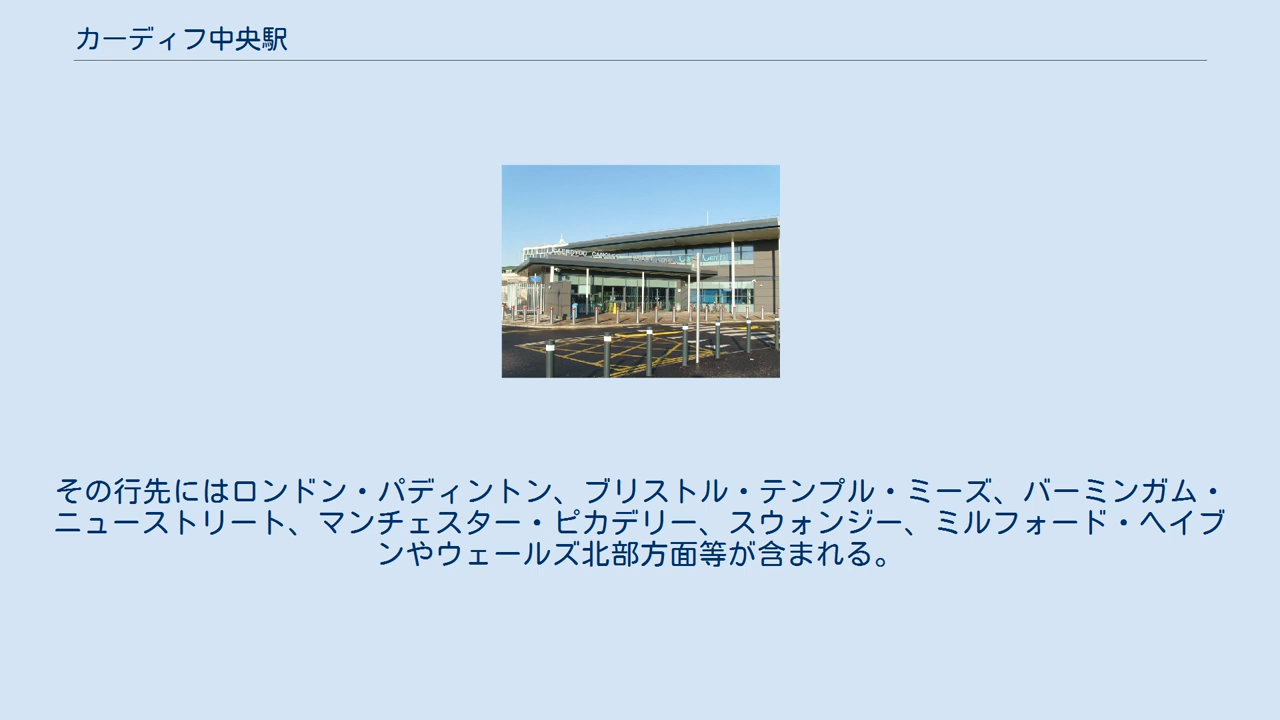 カーディフ中央駅
CAERDYDD CANOL
その行先にはロンドン・パディントン、ブリストル・テンプル・ミーズ、バーミンガム・
ニューストリート、マンチェスター・ピカデリー、スウォンジー、ミルフォード・ヘイブ
ンやウェールズ北部方面等が含まれる。